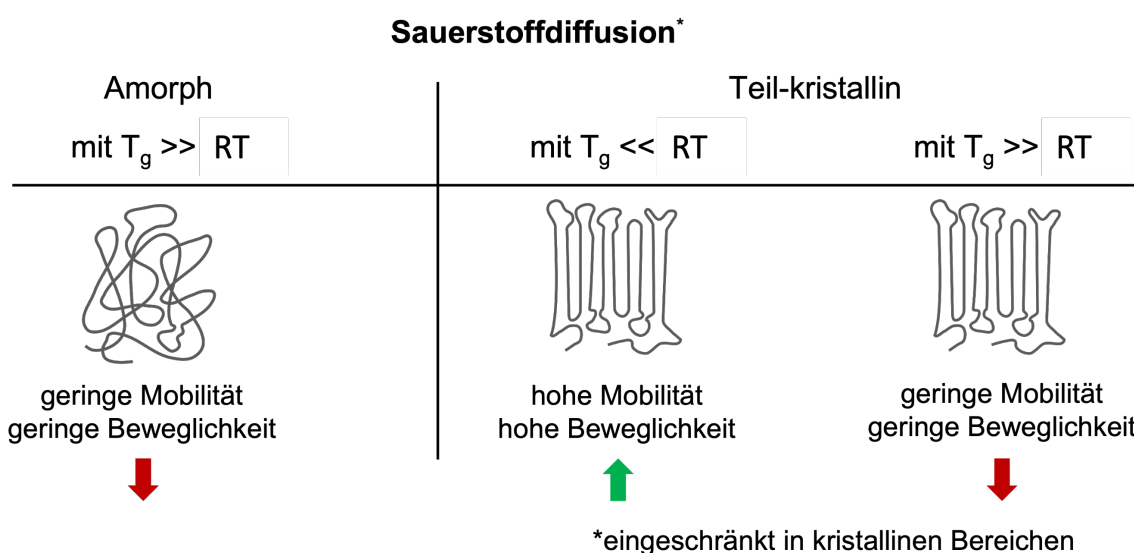 Sauerstoffdiffusion*
Amorph
mit Tg >> RT
geringe Mobilität
geringe Beweglichkeit
Teil-kristallin
mit Tg << RT
hohe Mobilität
hohe Beweglichkeit
mit Tg >> RT
geringe Mobilität
geringe Beweglichkeit
*eingeschränkt in kristallinen Bereichen